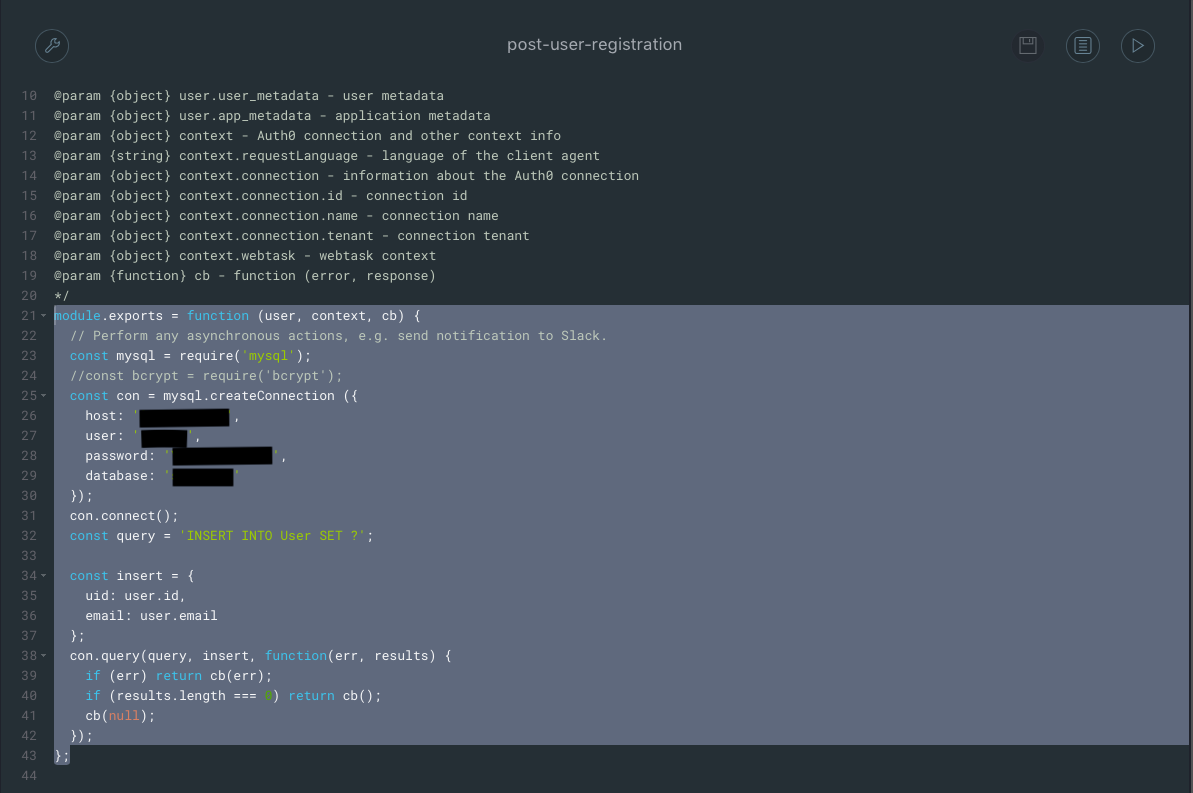 post-user-registration
10 @param {object} user.user_metadata - user metadata
11 @param {object} user.app_metadata - application metadata
12 @param {object} context - Auth0 connection and other context info
13 @param {string} context.requestLanguage - language of the client agent
14 @param {object} context.connection - information about the Auth0 connection
15 @param {object} context.connection.id - connection id
16 @param {object} context.connection.name - connection name
17 @param {object} context.connection.tenant - connection tenant
18 @param {object} context.webtask - webtask context
19 @param {function} cb - function (error, response)
20 */
21 module.exports = function (user, context, cb) {
22 // Perform any asynchronous actions, e.g. send notification to Slack.
23 const mysql = require('mysql');
24 //const bcrypt = require('bcrypt');
25 const con = mysql.createConnection ({
26 host: ' ,
27 user: ' ',
28 password: ' ',
29 database: ' '
30 });
31 con.connect();
32 const query = 'INSERT INTO User SET ?';
33
34 const insert = {
35 uid: user.id,
36 email: user.email
37 };
38 con.query(query, insert, function(err, results) {
39 if (err) return cb(err);
40 if (results.length === 0) return cb();
41 cb(null);
42 });
43 };
44